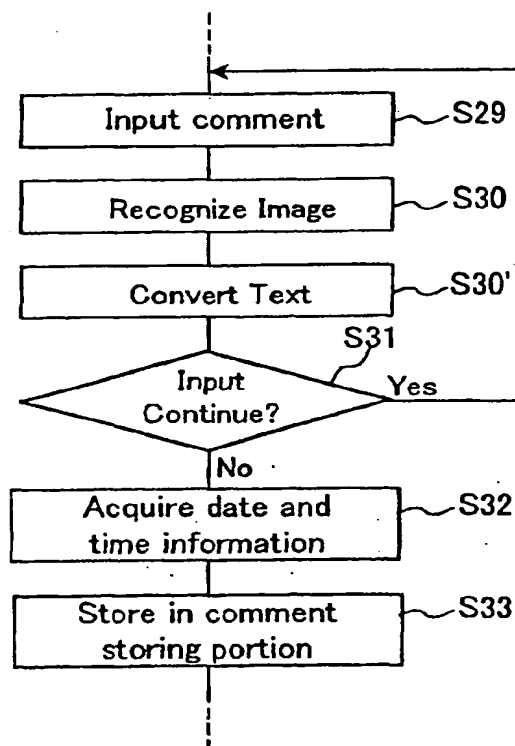 Input comment
S29
Recognize Image
S30
Convert Text
S30'
S31
Input
Continue?
Yes
No
Acquire date and
time information
S32
Store in comment
storing portion
S33